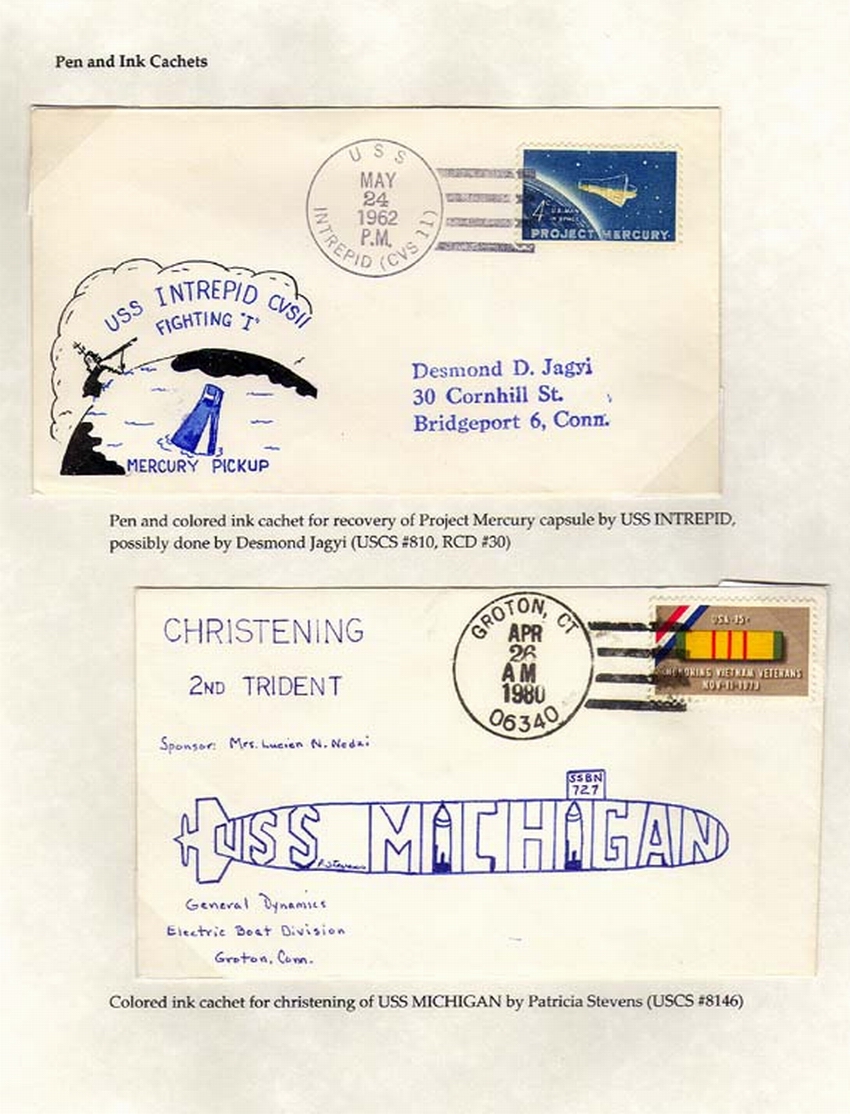 Pen and Ink Cachets
USS
MAY
24
1962
P.M.
INTREPID (CVS 11)
4¢
U.S. MAN
IN SPACE
PROJECT MERCURY
USS INTREPID CVS11
FIGHTING "I"
MERCURY PICKUP
Desmond D. Jagyi
30 Cornhill St.
Bridgeport 6, Conn.
Pen and colored ink cachet for recovery of Project Mercury capsule by USS INTREPID,
possibly done by Desmond Jagyi (USCS #810, RCD #30)
CHRISTENING
2ND TRIDENT
Sponsor: Mrs. Lucien N. Nedzi
GROTON, CT
APR
26
AM
1980
06340
USA 15c
HONORING VIETNAM VETERANS
NOV·11·1979
SSBN
727
USS MICHIGAN
P. Stevens
General Dynamics
Electric Boat Division
Groton, Conn.
Colored ink cachet for christening of USS MICHIGAN by Patricia Stevens (USCS #8146)